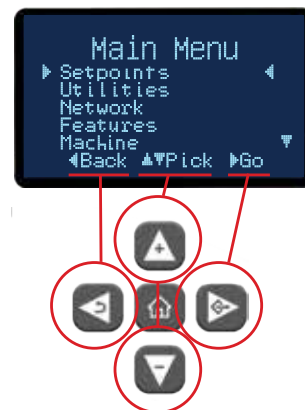 Main Menu
Setpoints
Utilities
Network
Features
Machine
Back Pick Go
+
-